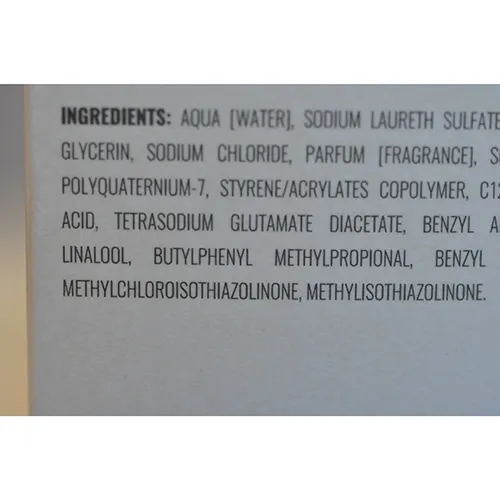 INGREDIENTS: AQUA [WATER], SODIUM LAURETH SULFATE
GLYCERIN, SODIUM CHLORIDE, PARFUM [FRAGRANCE],
POLYQUATERNIUM-7, STYRENE/ACRYLATES COPOLYMER,
ACID, TETRASODIUM GLUTAMATE DIACETATE, BENZYL
LINALOOL, BUTYLPHENYL METHYLPROPIONAL, BENZYL
METHYLCHLOROISOTHIAZOLINONE, METHYLISOTHIAZOLINONE.